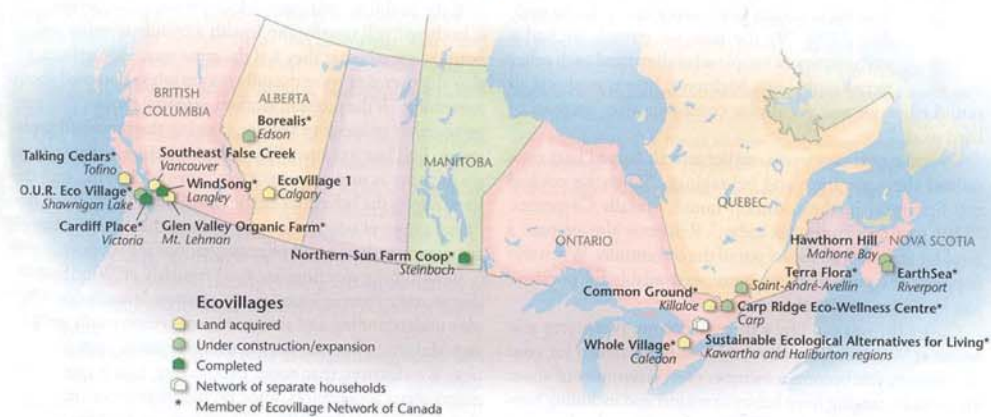 BRITISH
COLUMBIA
ALBERTA
Borealis*
Edson
MANITOBA
Talking Cedars*
Tofino
Southeast False Creek
Vancouver
O.U.R. Eco Village*
Shawnigan Lake
WindSong*
Langley
EcoVillage 1
Calgary
Cardiff Place*
Victoria
Glen Valley Organic Farm*
Mt. Lehman
Northern Sun Farm Coop*
Steinbach
ONTARIO
QUEBEC
Hawthorn Hill
Mahone Bay
NOVA SCOTIA
EarthSea*
Riverport
Terra Flora*
Saint-André-Avellin
Common Ground*
Killaloe
Carp Ridge Eco-Wellness Centre*
Carp
Whole Village*
Caledon
Sustainable Ecological Alternatives for Living*
Kawartha and Haliburton regions
Ecovillages
Land acquired
Under construction/expansion
Completed
Network of separate households
* Member of Ecovillage Network of Canada